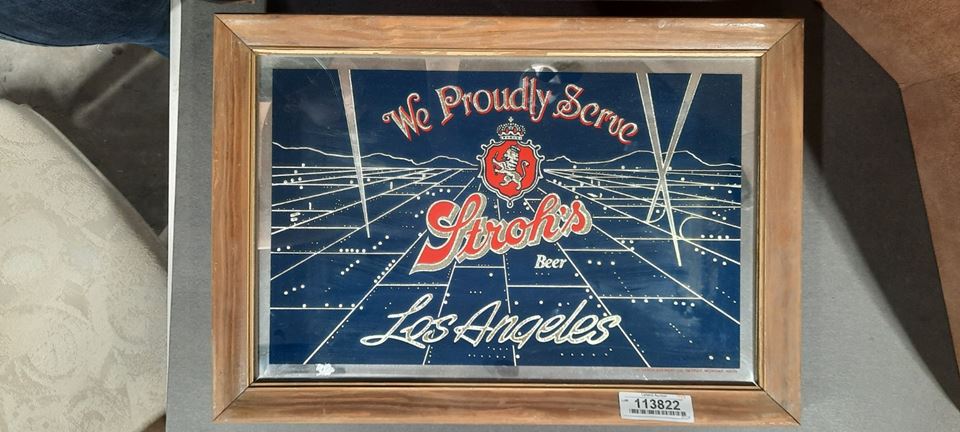 We Proudly Serve
Stroh's
Beer
Los Angeles
113822